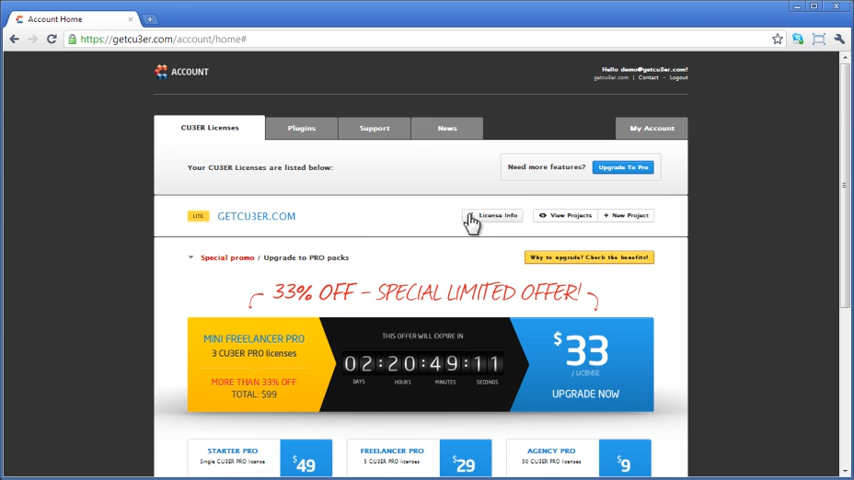 Account Home
https://getcu3er.com/account/home#
ACCOUNT
Hello demo@getcu3er.com!
getcu3er.com | Contact - Logout
CU3ER Licenses
Plugins
Support
News
My Account
Your CU3ER Licenses are listed below:
Need more features?
Upgrade To Pro
LITE
GETCU3ER.COM
License Info
View Projects
+ New Project
Special promo / Upgrade to PRO packs
Why to upgrade? Check the benefits!
33% OFF – SPECIAL LIMITED OFFER!
MINI FREELANCER PRO
3 CU3ER PRO licenses
MORE THAN 33% OFF
TOTAL: $99
THIS OFFER WILL EXPIRE IN
02:20:49:11
DAYS HOURS MINUTES SECONDS
$33
/ LICENSE
UPGRADE NOW
STARTER PRO
Single CU3ER PRO license
$49
FREELANCER PRO
5 CU3ER PRO licenses
$29
AGENCY PRO
30 CU3ER PRO licenses
$9